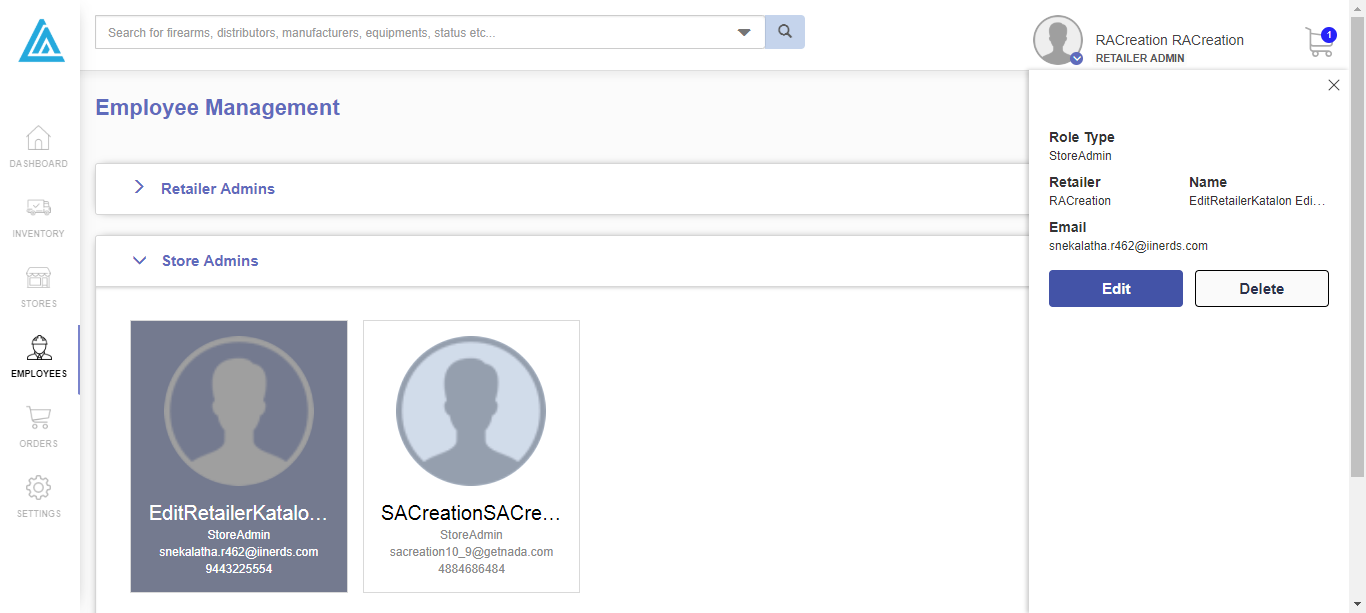 Search for firearms, distributors, manufacturers, equipments, status etc...
RACreation RACreation
RETAILER ADMIN
1
DASHBOARD
INVENTORY
STORES
EMPLOYEES
ORDERS
SETTINGS
Employee Management
Retailer Admins
Store Admins
EditRetailerKatalo...
StoreAdmin
snekalatha.r462@iinerds.com
9443225554
SACreationSACre...
StoreAdmin
sacreation10_9@getnada.com
4884686484
Role Type
StoreAdmin
Retailer
Name
RACreation
EditRetailerKatalon Edi...
Email
snekalatha.r462@iinerds.com
Edit
Delete